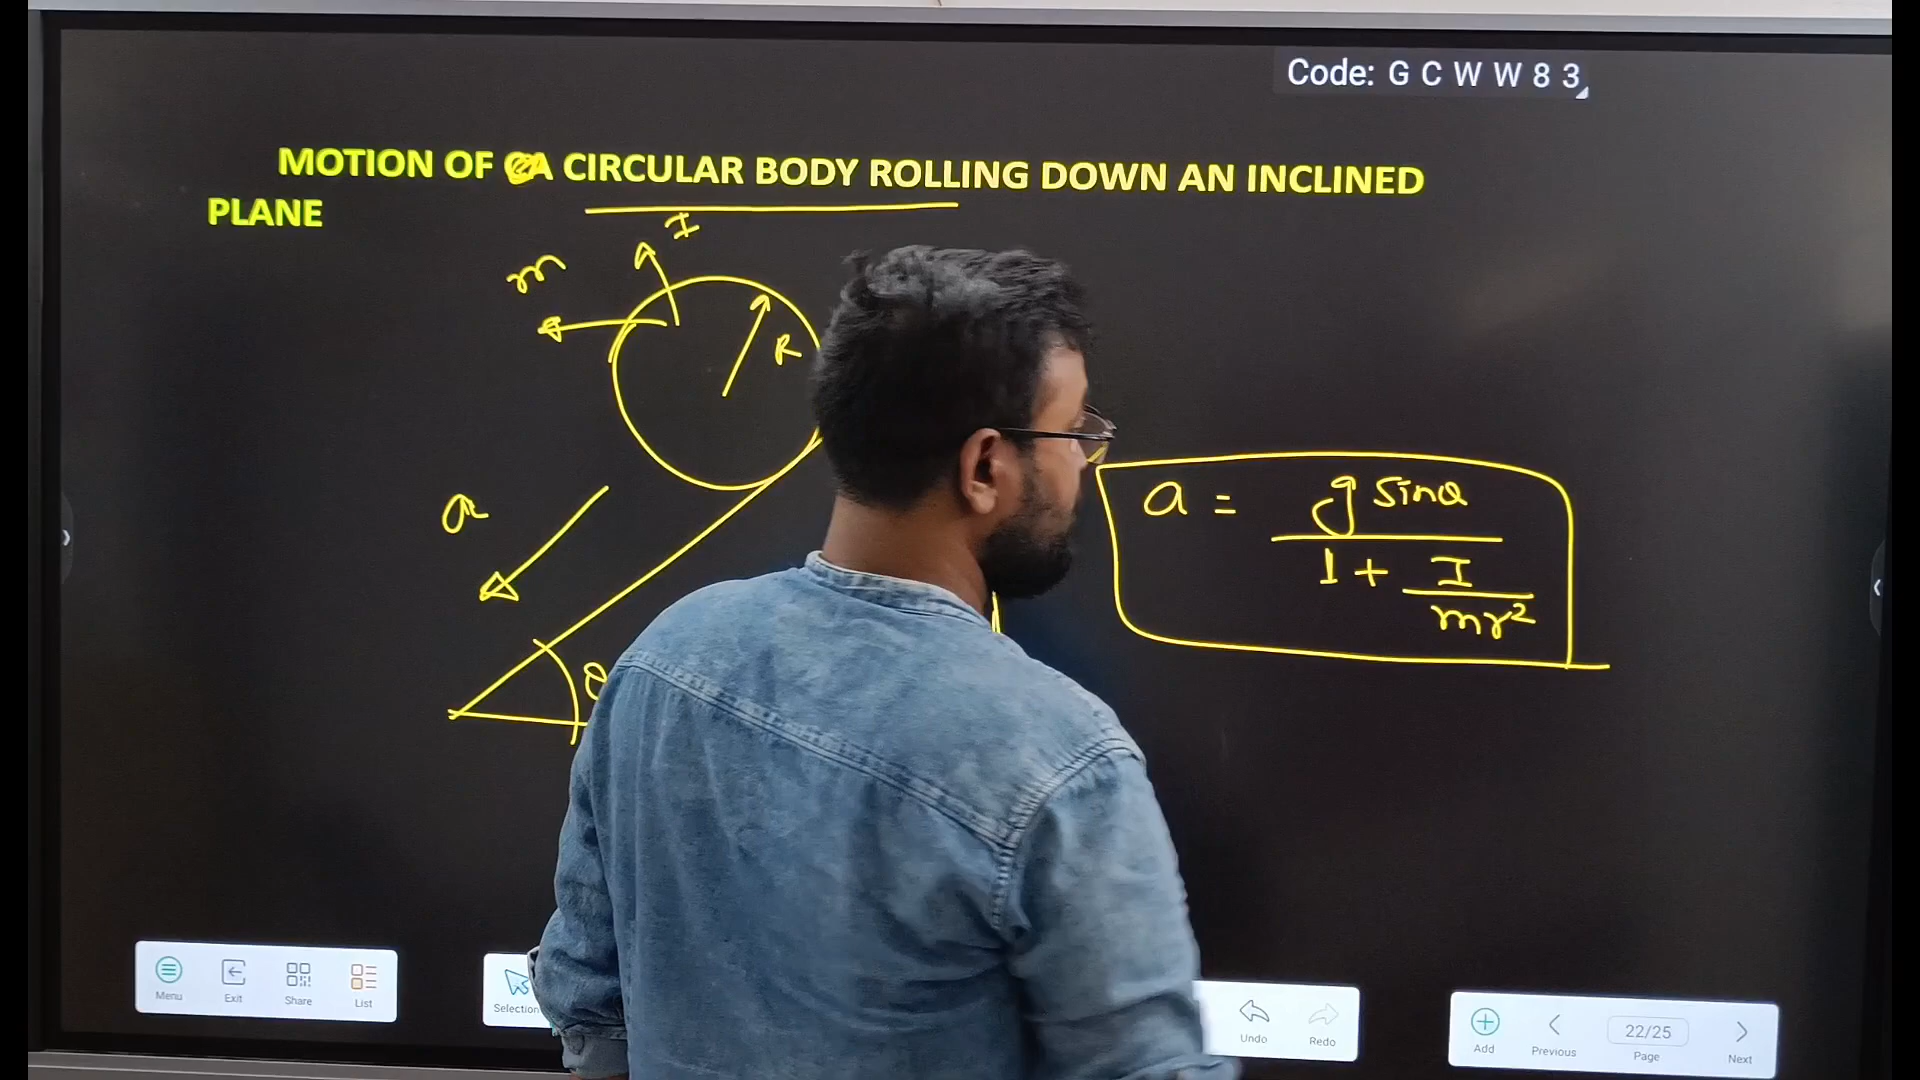 Code: G C W W 8 3
MOTION OF A CIRCULAR BODY ROLLING DOWN AN INCLINED
PLANE
I
m
R
a
θ
a = g sinθ
1 + I
mr²
Menu Exit Share List Selection Undo Redo Add Previous 22/25 Page Next